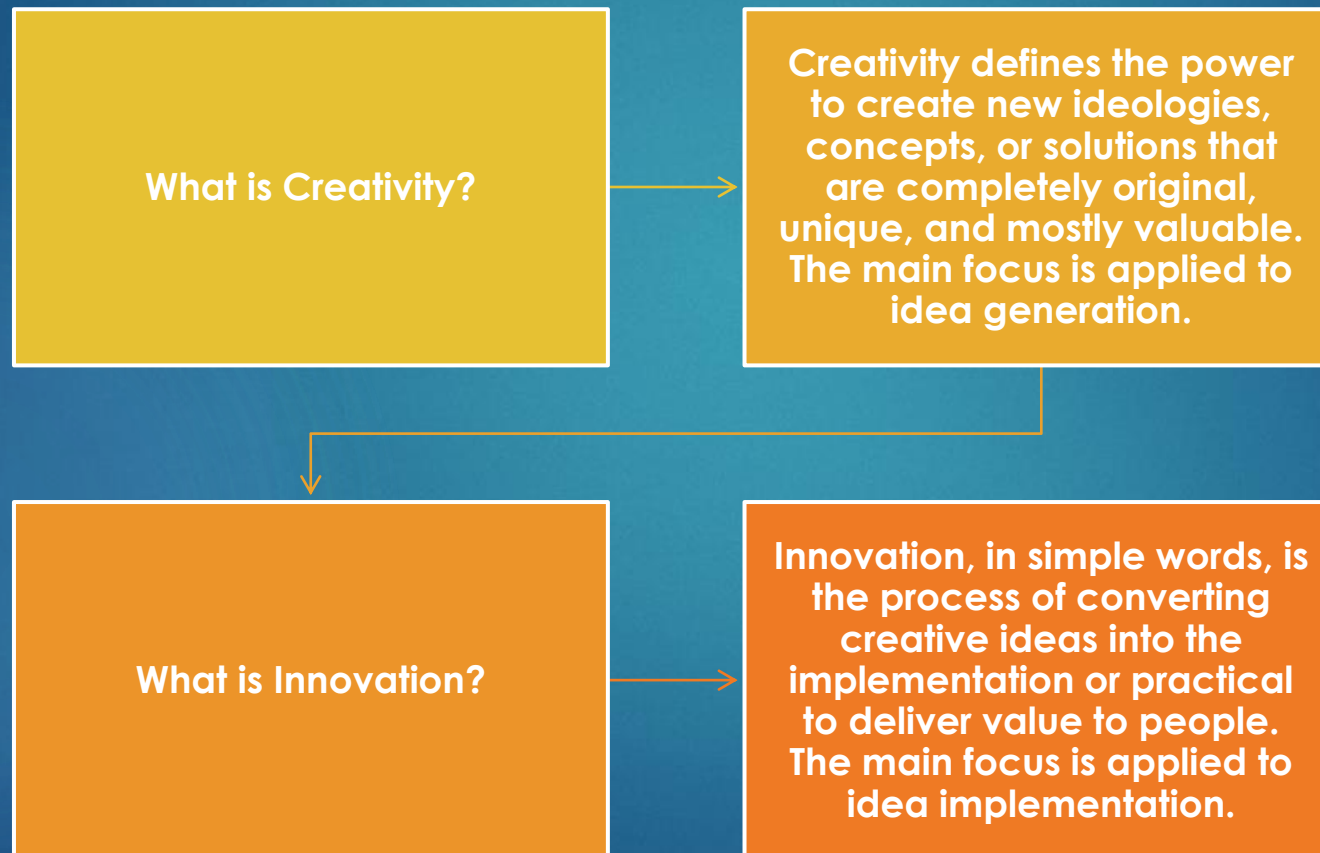 What is Creativity?
Creativity defines the power
to create new ideologies,
concepts, or solutions that
are completely original,
unique, and mostly valuable.
The main focus is applied to
idea generation.
What is Innovation?
Innovation, in simple words, is
the process of converting
creative ideas into the
implementation or practical
to deliver value to people.
The main focus is applied to
idea implementation.